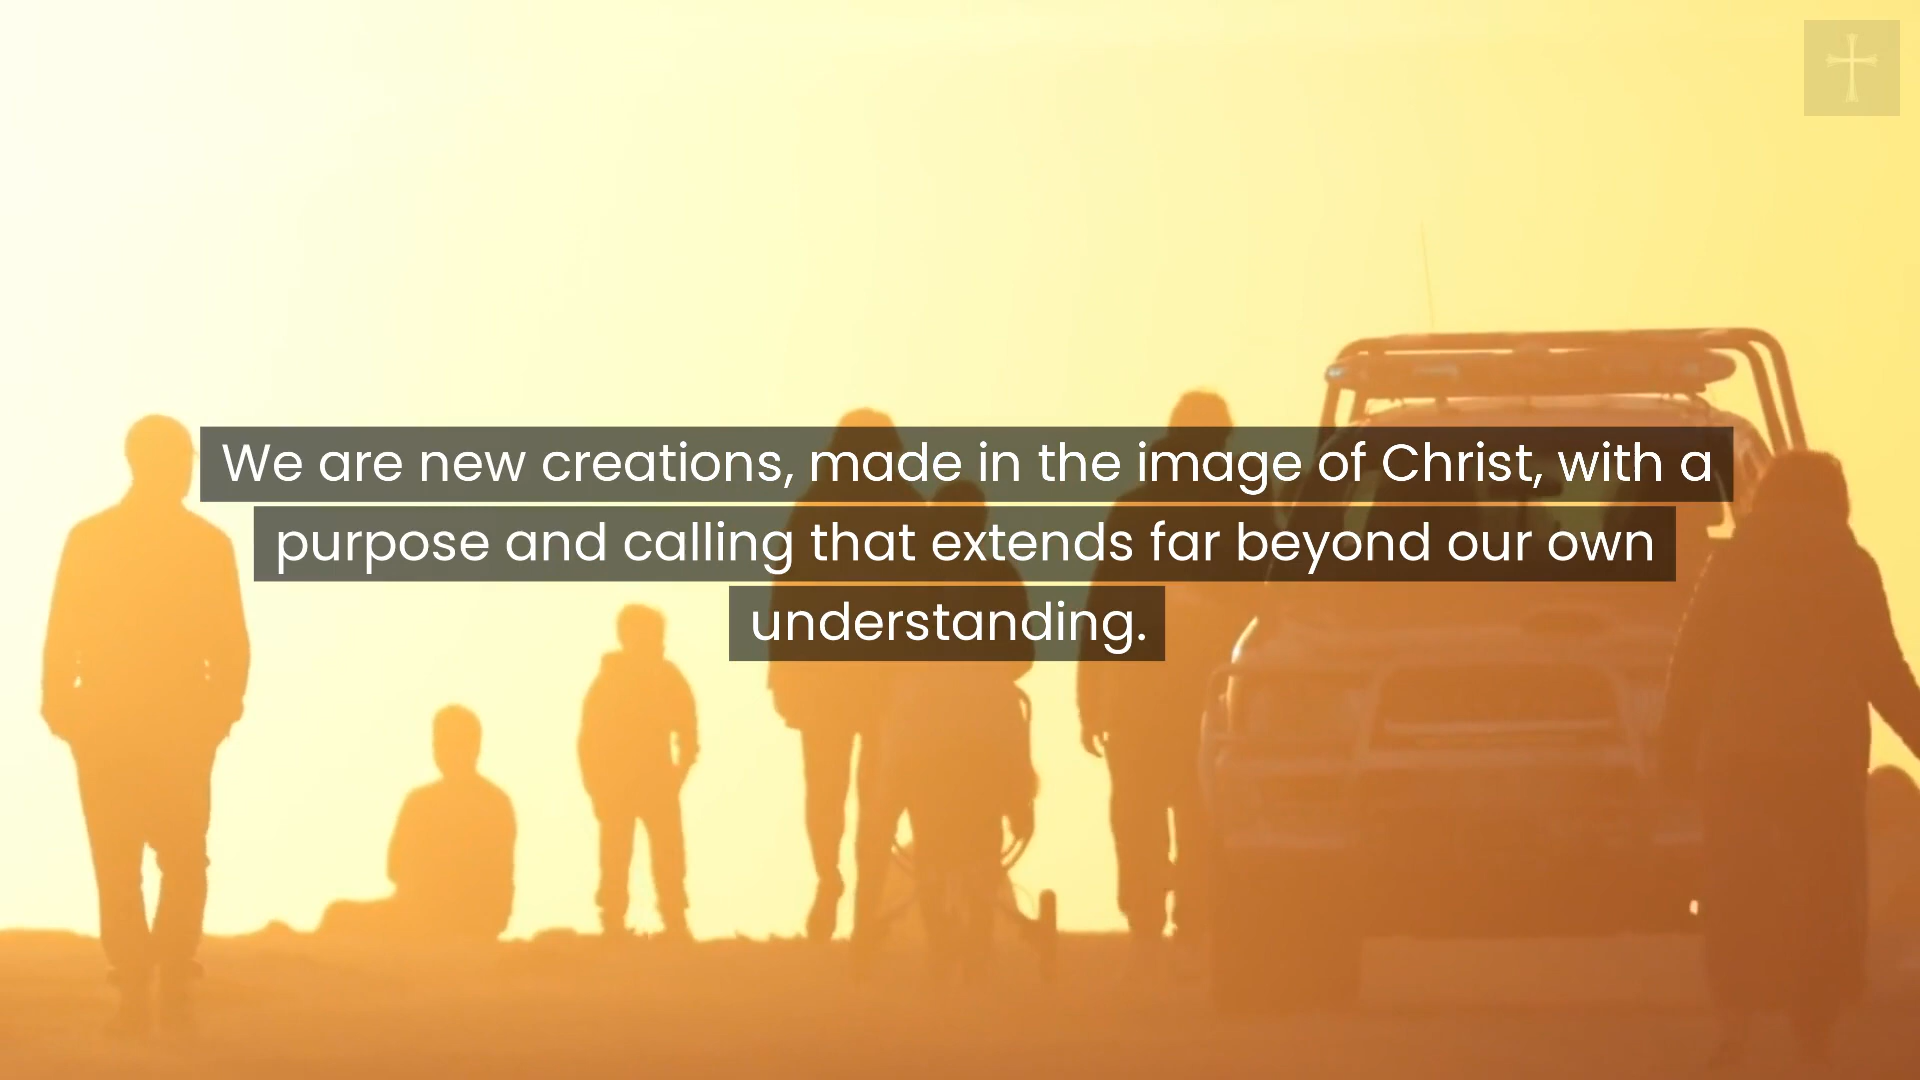 We are new creations, made in the image of Christ, with a
purpose and calling that extends far beyond our own
understanding.